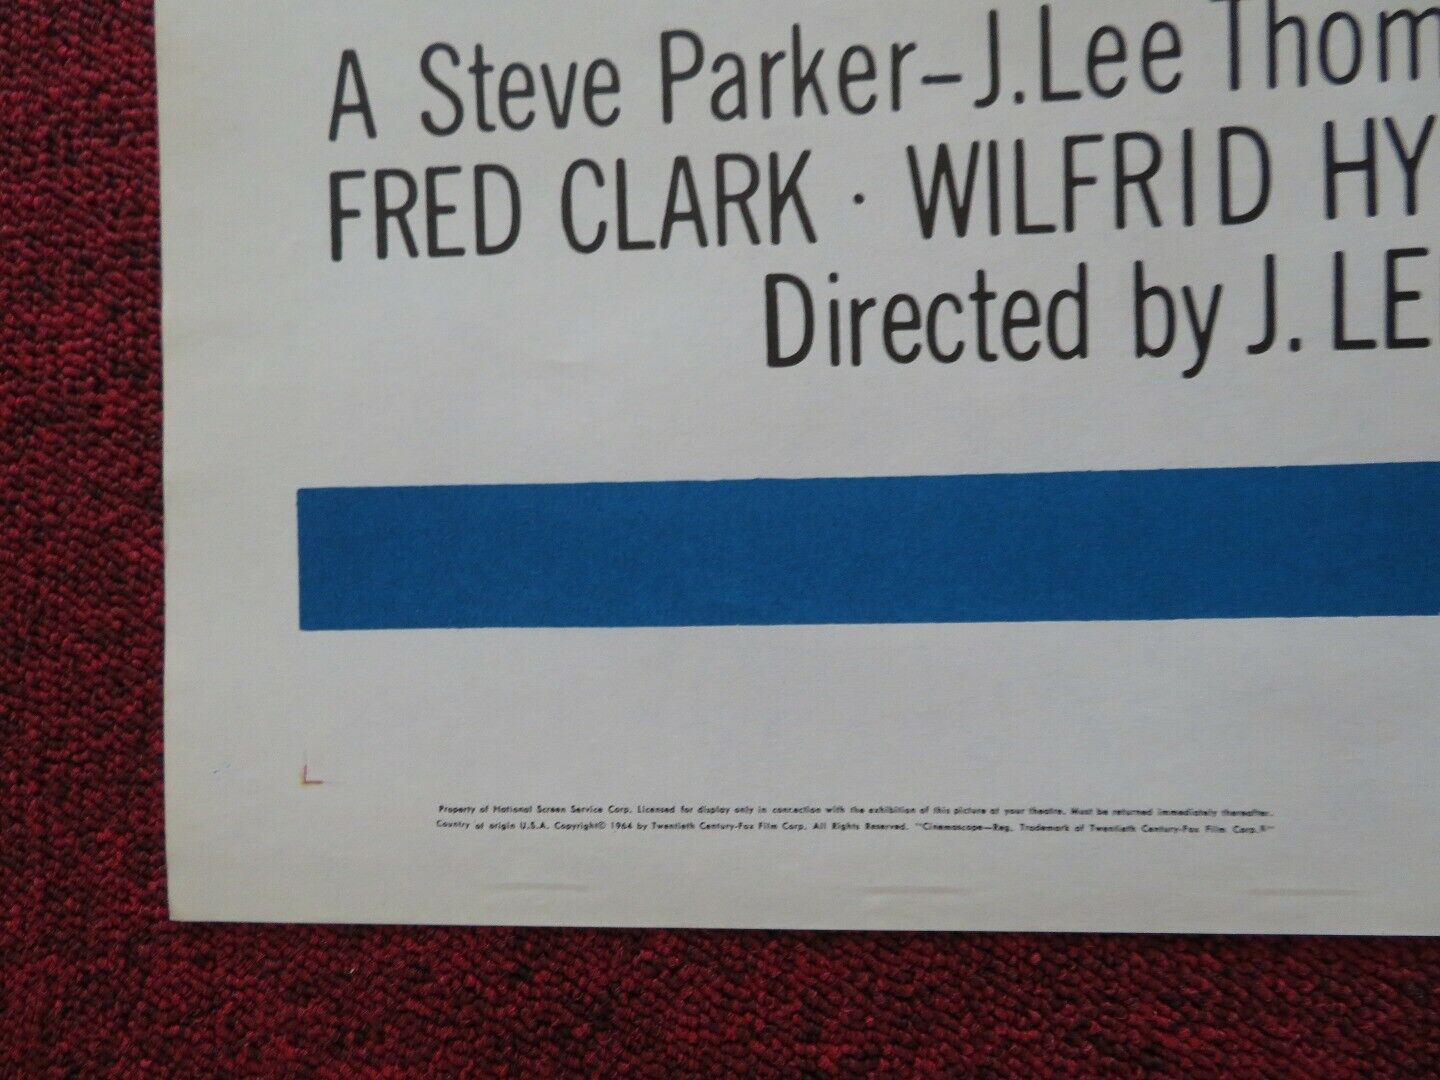 A Steve Parker–J. Lee Thom
FRED CLARK · WILFRID HY
Directed by J. LE
Property of National Screen Service Corp. Licensed for display only in connection with the exhibition of this picture at your theatre. Must be returned immediately thereafter.
Country of origin U.S.A. Copyright© 1964 by Twentieth Century-Fox Film Corp. All Rights Reserved. "Cinemascope—Reg. Trademark of Twentieth Century-Fox Film Corp.®"